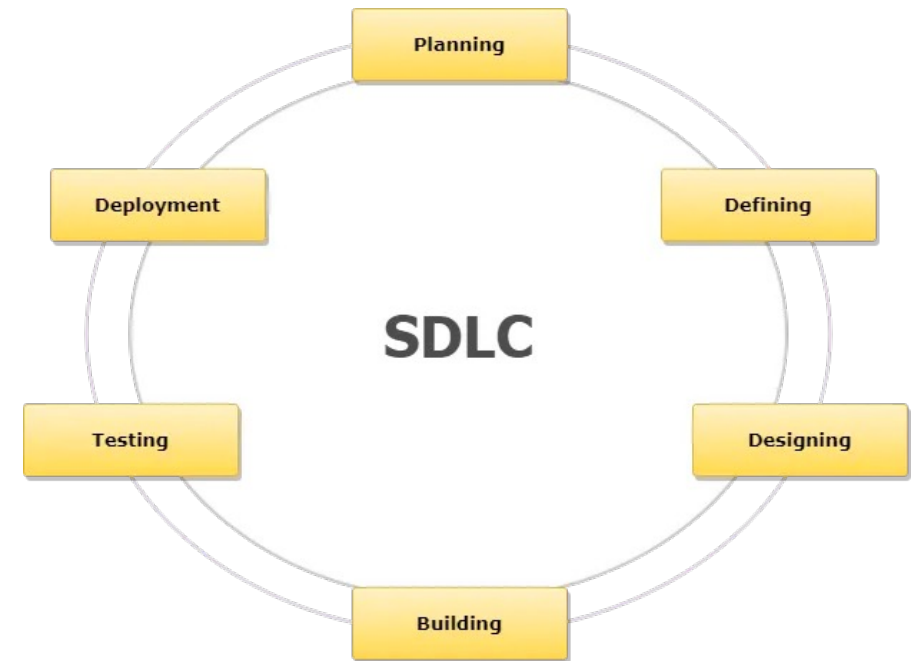 Planning
Deployment
Defining
SDLC
Testing
Designing
Building